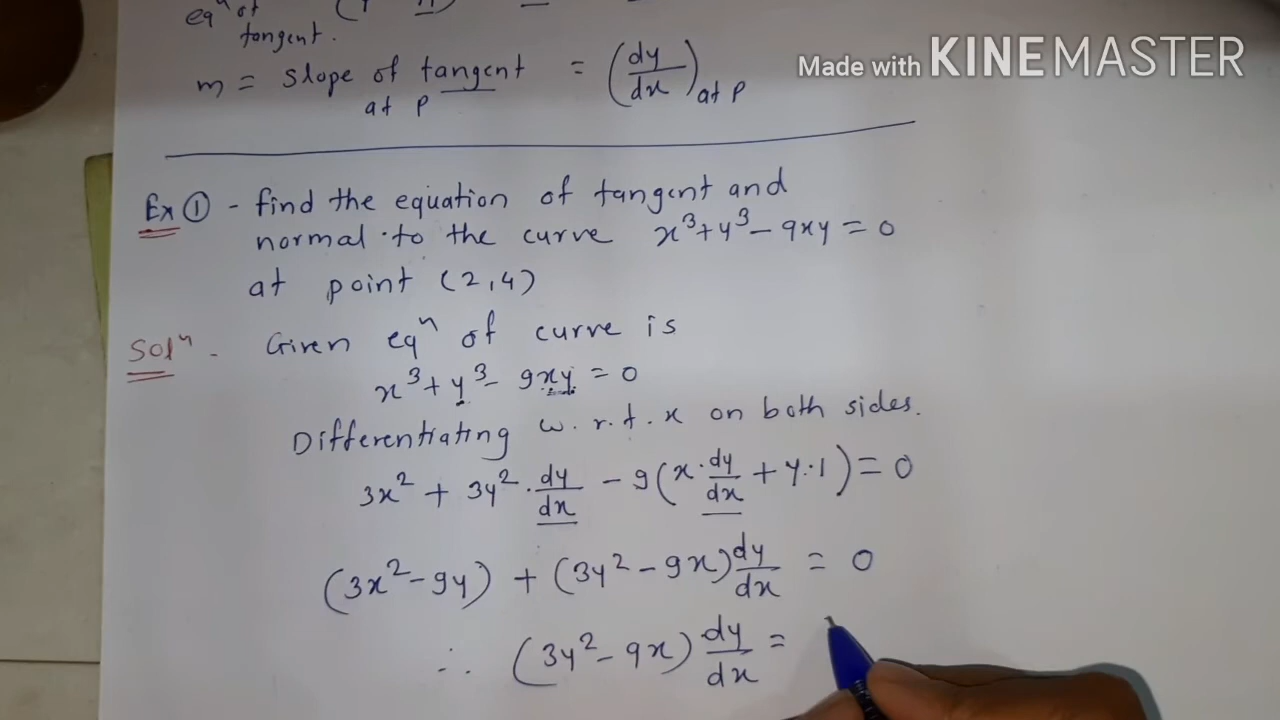 eqⁿ of
tangent.
Made with KINEMASTER
m = slope of tangent = (dy/dx) at P
at P
Ex ① - find the equation of tangent and
normal to the curve x³+y³-9xy=0
at point (2,4)
Solⁿ - Given eqⁿ of curve is
x³+y³-9xy=0
Differentiating w.r.t.x on both sides.
3x² + 3y²·dy/dx - 9(x·dy/dx + y·1) = 0
(3x²-9y) + (3y²-9x)dy/dx = 0
∴ (3y²-9x) dy/dx =